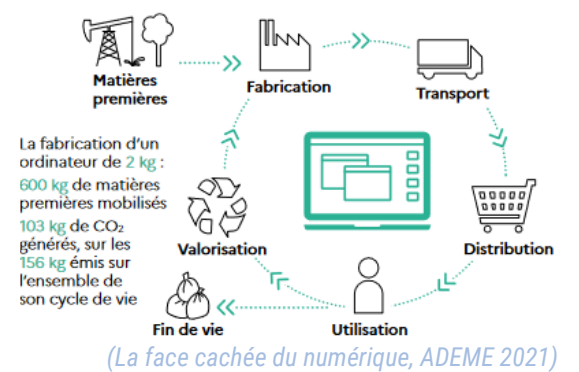 Matières
premières
Fabrication
Transport
La fabrication d'un
ordinateur de 2 kg :
600 kg de matières
premières mobilisés
103 kg de CO₂
générés, sur les
156 kg émis sur
l'ensemble de
son cycle de vie
Valorisation
Distribution
Fin de vie
Utilisation
(La face cachée du numérique, ADEME 2021)